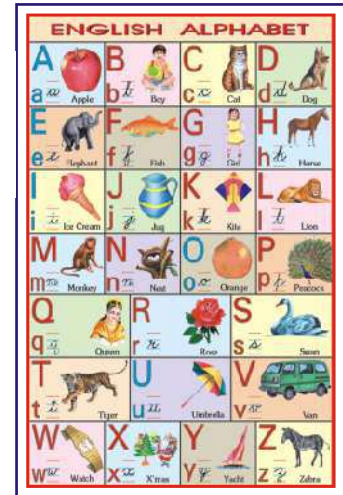 ENGLISH ALPHABET
A B C D
a a Apple b b Boy c c Cat d d Dog
E F G H
e e Elephant f f Fish g g Girl h h Horse
I J K L
i i Ice Cream j j Jug k k Kite l l Lion
M N O P
m m Monkey n n Nest o o Orange p p Peacock
Q R S
q q Queen r r Rose s s Swan
T U V
t t Tiger u u Umbrella v v Van
W X Y Z
w w Watch x x X'mas y y Yacht z z Zebra